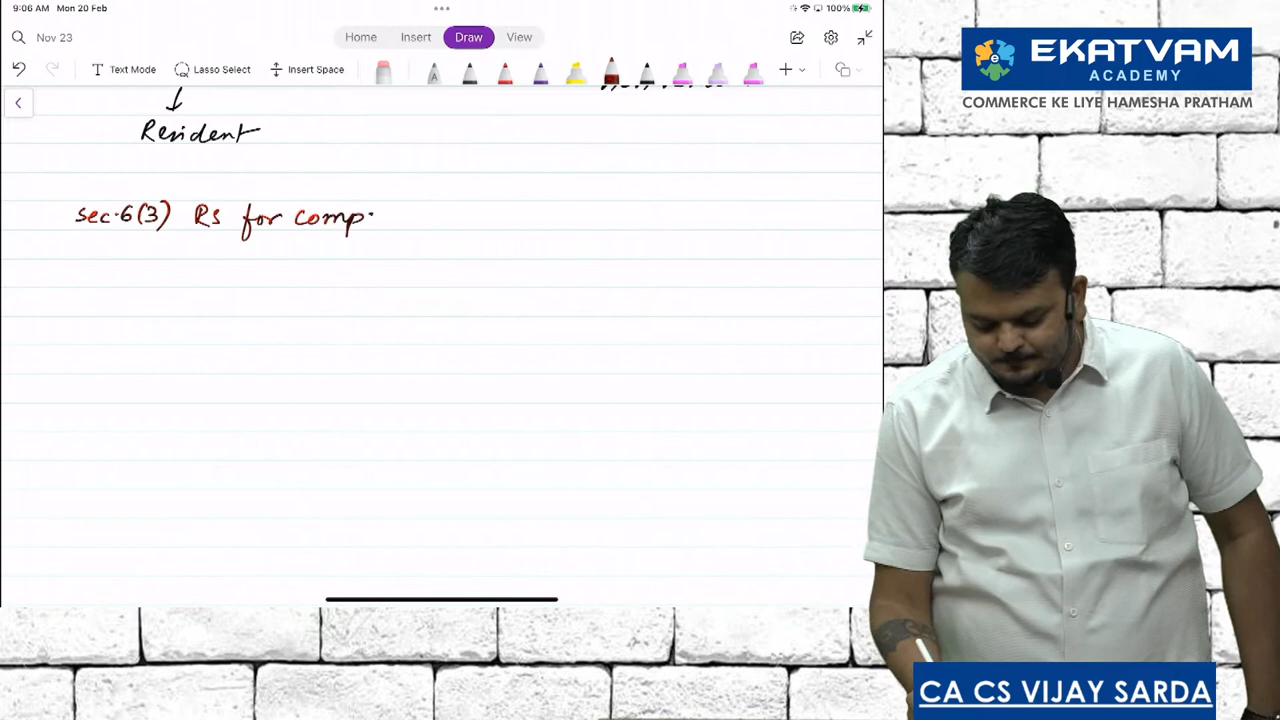 9:06 AM Mon 20 Feb
100%
Nov 23
Home Insert Draw View
Text Mode Lasso Select Insert Space
Resident
sec.6(3) Rs for comp.
EKATVAM
ACADEMY
COMMERCE KE LIYE HAMESHA PRATHAM
CA CS VIJAY SARDA